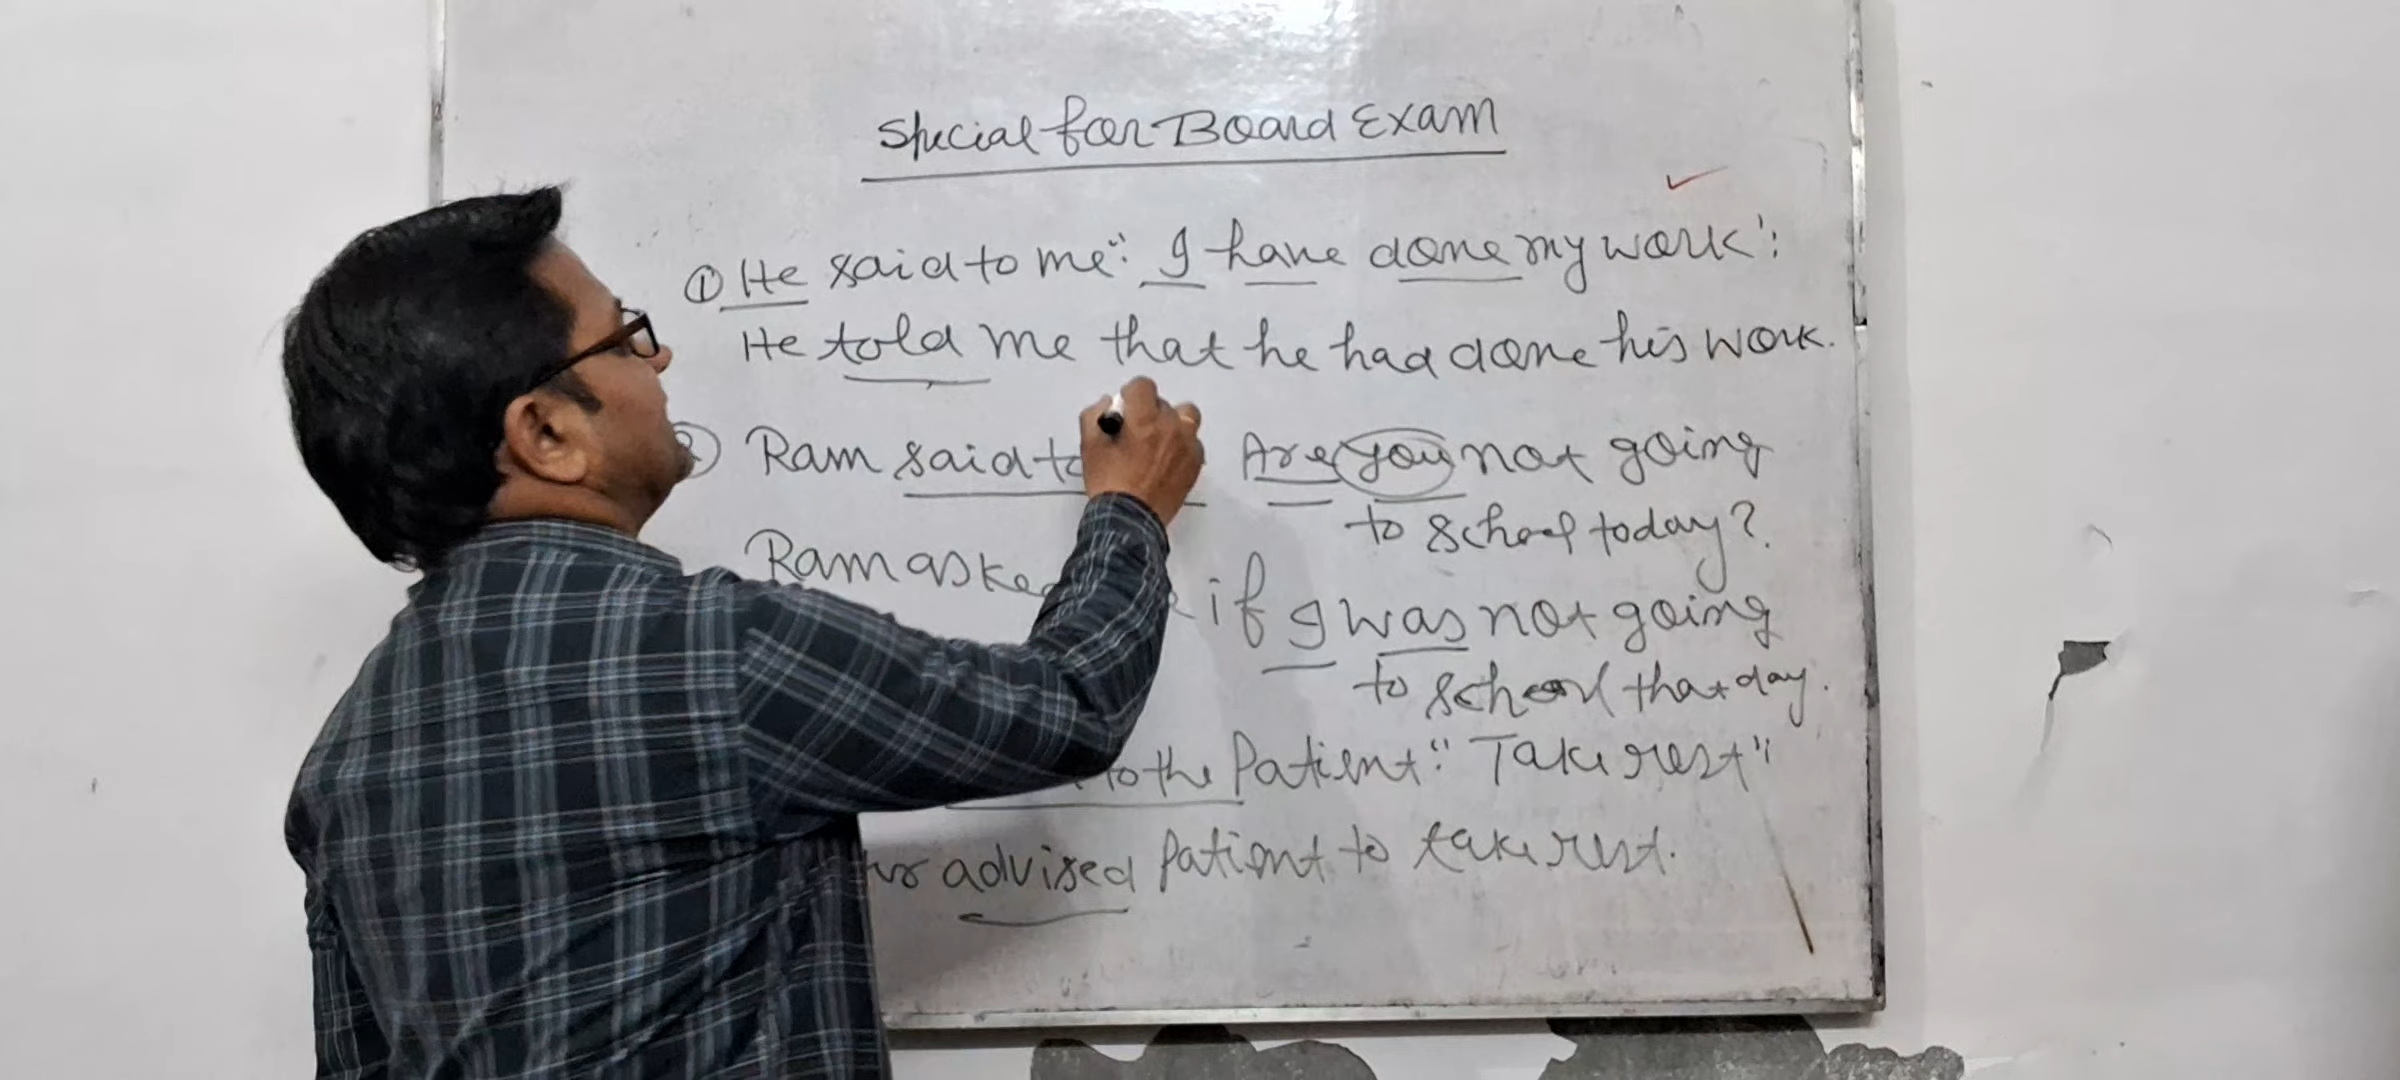 Special for Board Exam
① He said to me" I have done my work":
He told me that he had done his work.
Ram said to Are you not going
to school today?
Ram asked if I was not going
to school that day.
to the Patient" Take rest"
advised patient to take rest.